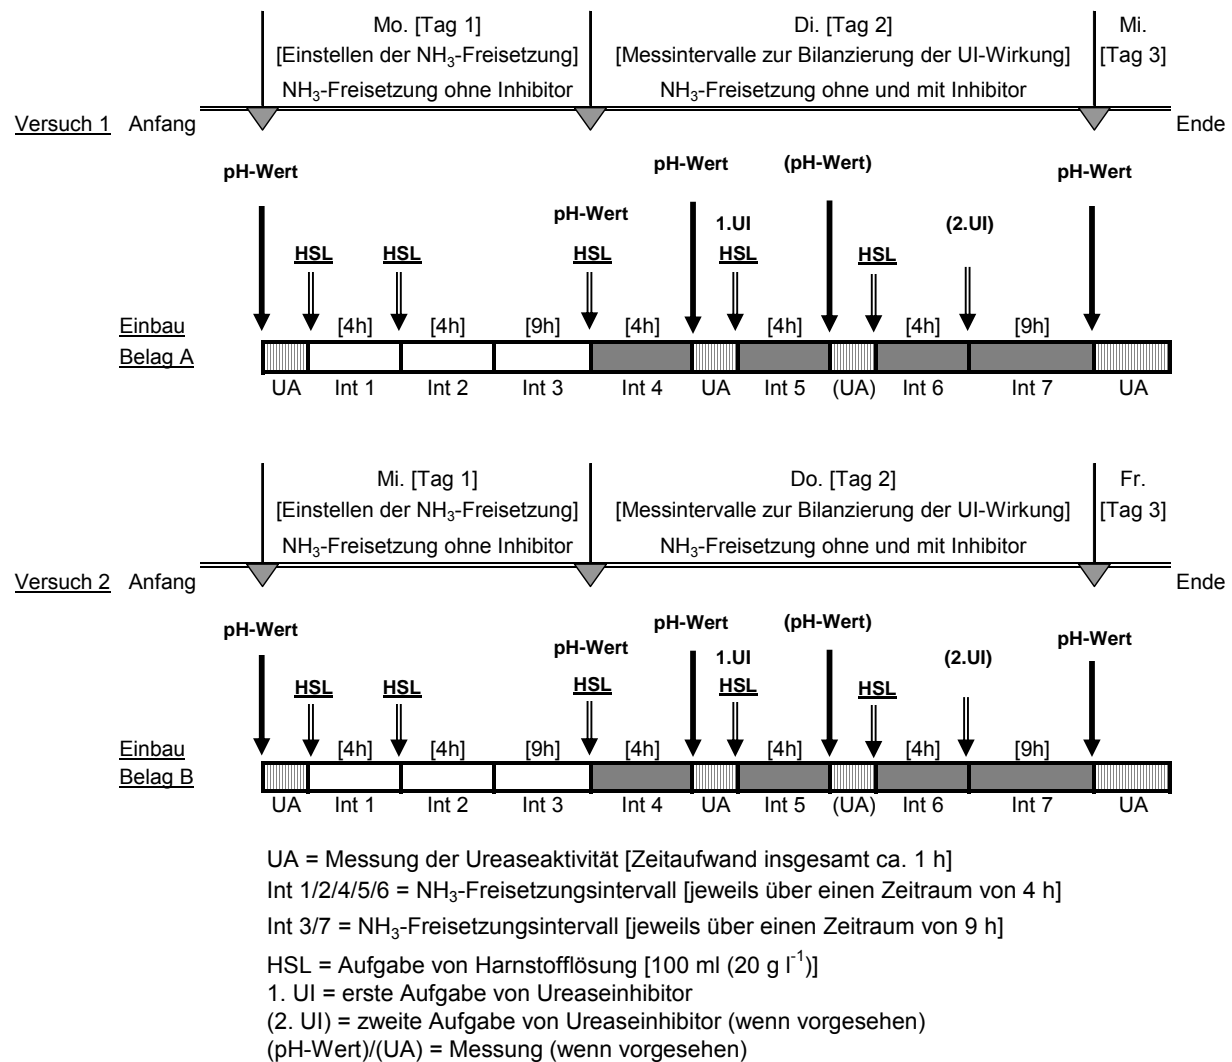 Mo. [Tag 1] Di. [Tag 2] Mi.
[Einstellen der NH₃-Freisetzung] [Messintervalle zur Bilanzierung der UI-Wirkung] [Tag 3]
NH₃-Freisetzung ohne Inhibitor NH₃-Freisetzung ohne und mit Inhibitor
Versuch 1 Anfang Ende
pH-Wert (pH-Wert)
pH-Wert pH-Wert
pH-Wert 1.UI (2.UI)
HSL HSL HSL HSL HSL
Einbau [4h] [4h] [9h] [4h] [4h] [4h] [9h]
Belag A
UA Int 1 Int 2 Int 3 Int 4 UA Int 5 (UA) Int 6 Int 7 UA
Mi. [Tag 1] Do. [Tag 2] Fr.
[Einstellen der NH₃-Freisetzung] [Messintervalle zur Bilanzierung der UI-Wirkung] [Tag 3]
NH₃-Freisetzung ohne Inhibitor NH₃-Freisetzung ohne und mit Inhibitor
Versuch 2 Anfang Ende
pH-Wert pH-Wert (pH-Wert) pH-Wert
pH-Wert 1.UI (2.UI)
HSL HSL HSL HSL HSL
Einbau [4h] [4h] [9h] [4h] [4h] [4h] [9h]
Belag B
UA Int 1 Int 2 Int 3 Int 4 UA Int 5 (UA) Int 6 Int 7 UA
UA = Messung der Ureaseaktivität [Zeitaufwand insgesamt ca. 1 h]
Int 1/2/4/5/6 = NH₃-Freisetzungsintervall [jeweils über einen Zeitraum von 4 h]
Int 3/7 = NH₃-Freisetzungsintervall [jeweils über einen Zeitraum von 9 h]
HSL = Aufgabe von Harnstofflösung [100 ml (20 g l⁻¹)]
1. UI = erste Aufgabe von Ureaseinhibitor
(2. UI) = zweite Aufgabe von Ureaseinhibitor (wenn vorgesehen)
(pH-Wert)/(UA) = Messung (wenn vorgesehen)